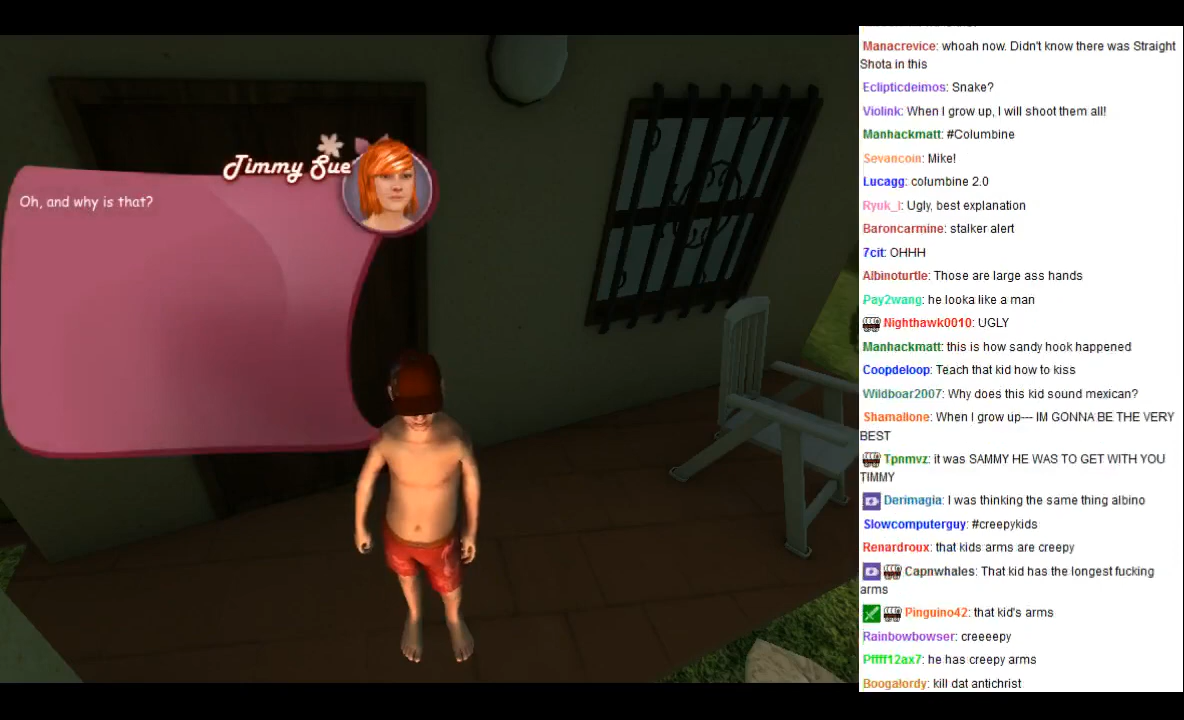 Timmy Sue
Oh, and why is that?
Manacrevice: whoah now. Didn't know there was Straight
Shota in this
Eclipticdeimos: Snake?
Violink: When I grow up, I will shoot them all!
Manhackmatt: #Columbine
Sevancoin: Mike!
Lucagg: columbine 2.0
Ryuk_l: Ugly, best explanation
Baroncarmine: stalker alert
7cit: OHHH
Albinoturtle: Those are large ass hands
Pay2wang: he looka like a man
Nighthawk0010: UGLY
Manhackmatt: this is how sandy hook happened
Coopdeloop: Teach that kid how to kiss
Wildboar2007: Why does this kid sound mexican?
Shamallone: When I grow up--- IM GONNA BE THE VERY
BEST
Tpnmvz: it was SAMMY HE WAS TO GET WITH YOU
TIMMY
Derimagia: I was thinking the same thing albino
Slowcomputerguy: #creepykids
Renardroux: that kids arms are creepy
Capnwhales: That kid has the longest fucking
arms
Pinguino42: that kid's arms
Rainbowbowser: creeeepy
Pffff12ax7: he has creepy arms
Boogalordy: kill dat antichrist